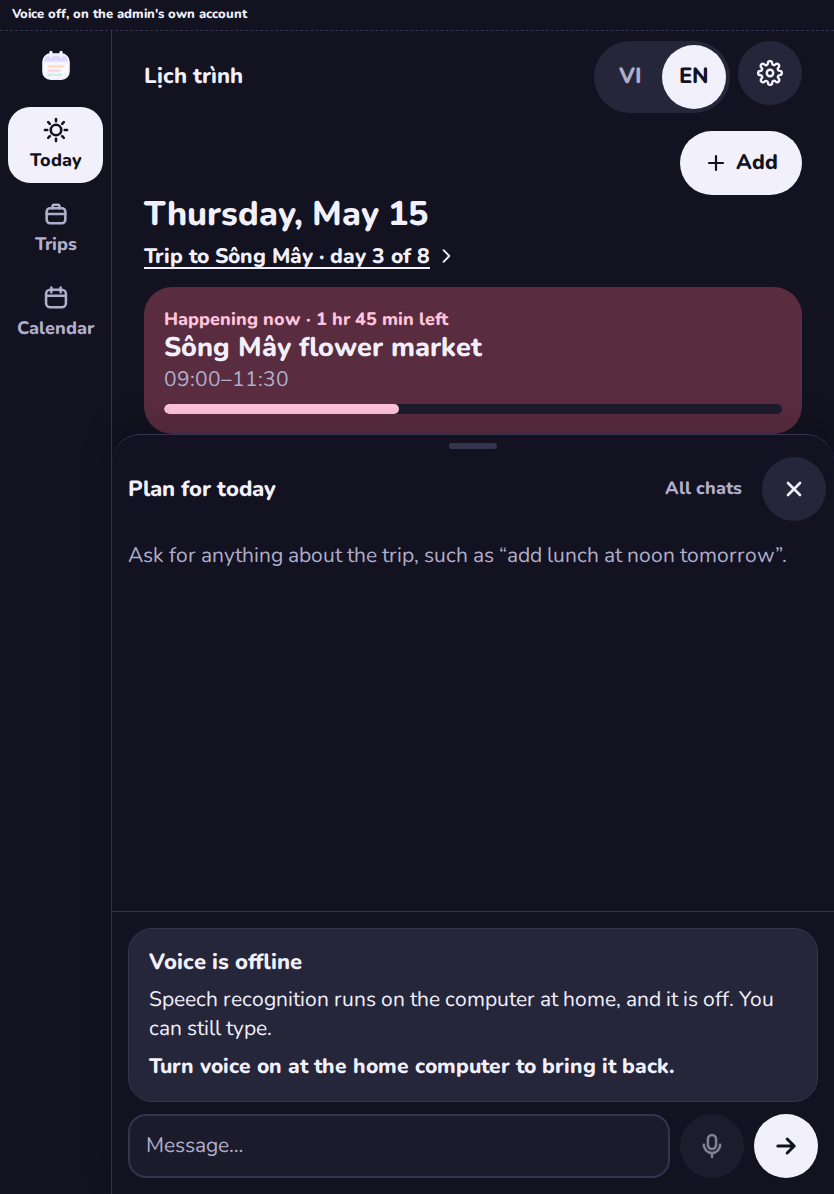 Voice off, on the admin's own account
Lịch trình
VI
EN
Today
Add
Trips
Thursday, May 15
Trip to Sông Mây · day 3 of 8
Calendar
Happening now · 1 hr 45 min left
Sông Mây flower market
09:00–11:30
Plan for today
All chats
Ask for anything about the trip, such as “add lunch at noon tomorrow”.
Voice is offline
Speech recognition runs on the computer at home, and it is off. You
can still type.
Turn voice on at the home computer to bring it back.
Message...